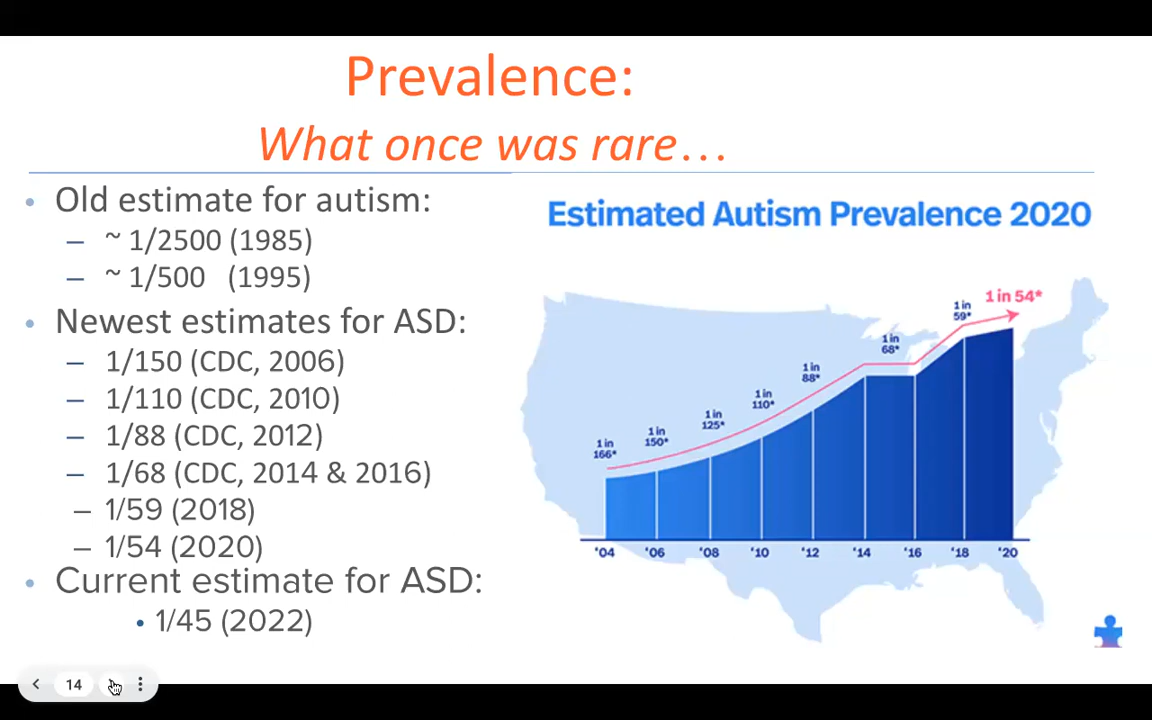 Prevalence:
What once was rare…
• Old estimate for autism:
– ~ 1/2500 (1985)
– ~ 1/500 (1995)
• Newest estimates for ASD:
– 1/150 (CDC, 2006)
– 1/110 (CDC, 2010)
– 1/88 (CDC, 2012)
– 1/68 (CDC, 2014 & 2016)
– 1/59 (2018)
– 1/54 (2020)
• Current estimate for ASD:
• 1/45 (2022)
Estimated Autism Prevalence 2020
1 in
166*
1 in
150*
1 in
125*
1 in
110*
1 in
88*
1 in
68*
1 in
59*
1 in 54*
'04 '06 '08 '10 '12 '14 '16 '18 '20
14